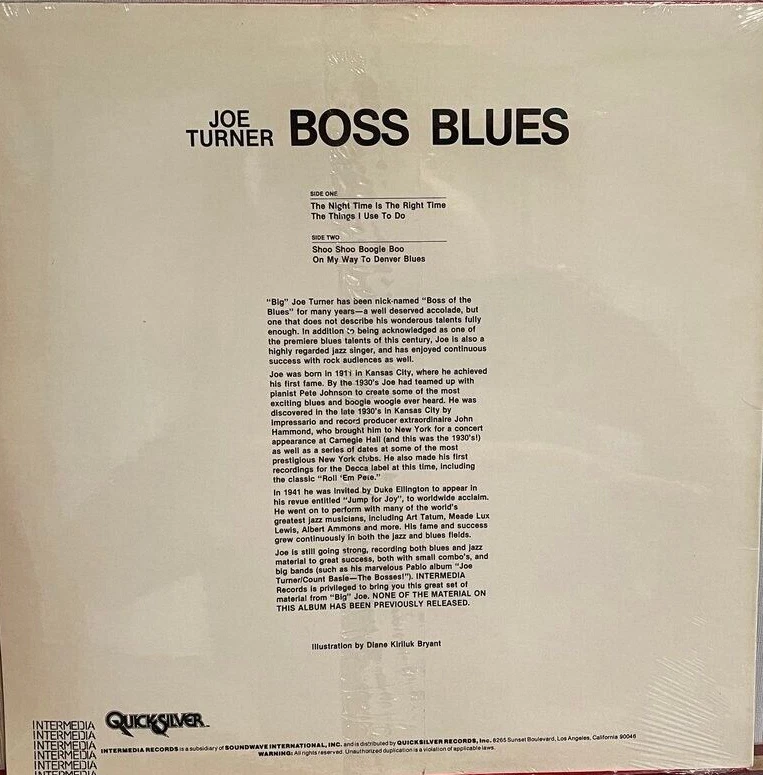 JOE
TURNER BOSS BLUES
SIDE ONE
The Night Time Is The Right Time
The Things I Use To Do
SIDE TWO
Shoo Shoo Boogie Boo
On My Way To Denver Blues
"Big" Joe Turner has been nick-named "Boss of the
Blues" for many years—a well deserved accolade, but
one that does not describe his wonderous talents fully
enough. In addition to being acknowledged as one of
the premiere blues talents of this century, Joe is also a
highly regarded jazz singer, and has enjoyed continuous
success with rock audiences as well.
Joe was born in 1911 in Kansas City, where he achieved
his first fame. By the 1930's Joe had teamed up with
pianist Pete Johnson to create some of the most
exciting blues and boogie woogie ever heard. He was
discovered in the late 1930's in Kansas City by
impressario and record producer extraordinaire John
Hammond, who brought him to New York for a concert
appearance at Carnegie Hall (and this was the 1930's!)
as well as a series of dates at some of the most
prestigious New York clubs. He also made his first
recordings for the Decca label at this time, including
the classic "Roll 'Em Pete."
In 1941 he was invited by Duke Ellington to appear in
his revue entitled "Jump for Joy", to worldwide acclaim.
He went on to perform with many of the world's
greatest jazz musicians, including Art Tatum, Meade Lux
Lewis, Albert Ammons and more. His fame and success
grew continuously in both the jazz and blues fields.
Joe is still going strong, recording both blues and jazz
material to great success, both with small combo's, and
big bands (such as his marvelous Pablo album "Joe
Turner/Count Basie—The Bosses!"). INTERMEDIA
Records is privileged to bring you this great set of
material from "Big" Joe. NONE OF THE MATERIAL ON
THIS ALBUM HAS BEEN PREVIOUSLY RELEASED.
Illustration by Diane Kiriluk Bryant
QUICKSILVER
INTERMEDIA
INTERMEDIA
INTERMEDIA
INTERMEDIA
INTERMEDIA
INTERMEDIA RECORDS is a subsidiary of SOUNDWAVE INTERNATIONAL, INC. and is distributed by QUICKSILVER RECORDS, Inc. 8265 Sunset Boulevard, Los Angeles, California 90046
WARNING: All rights reserved. Unauthorized duplication is a violation of applicable laws.